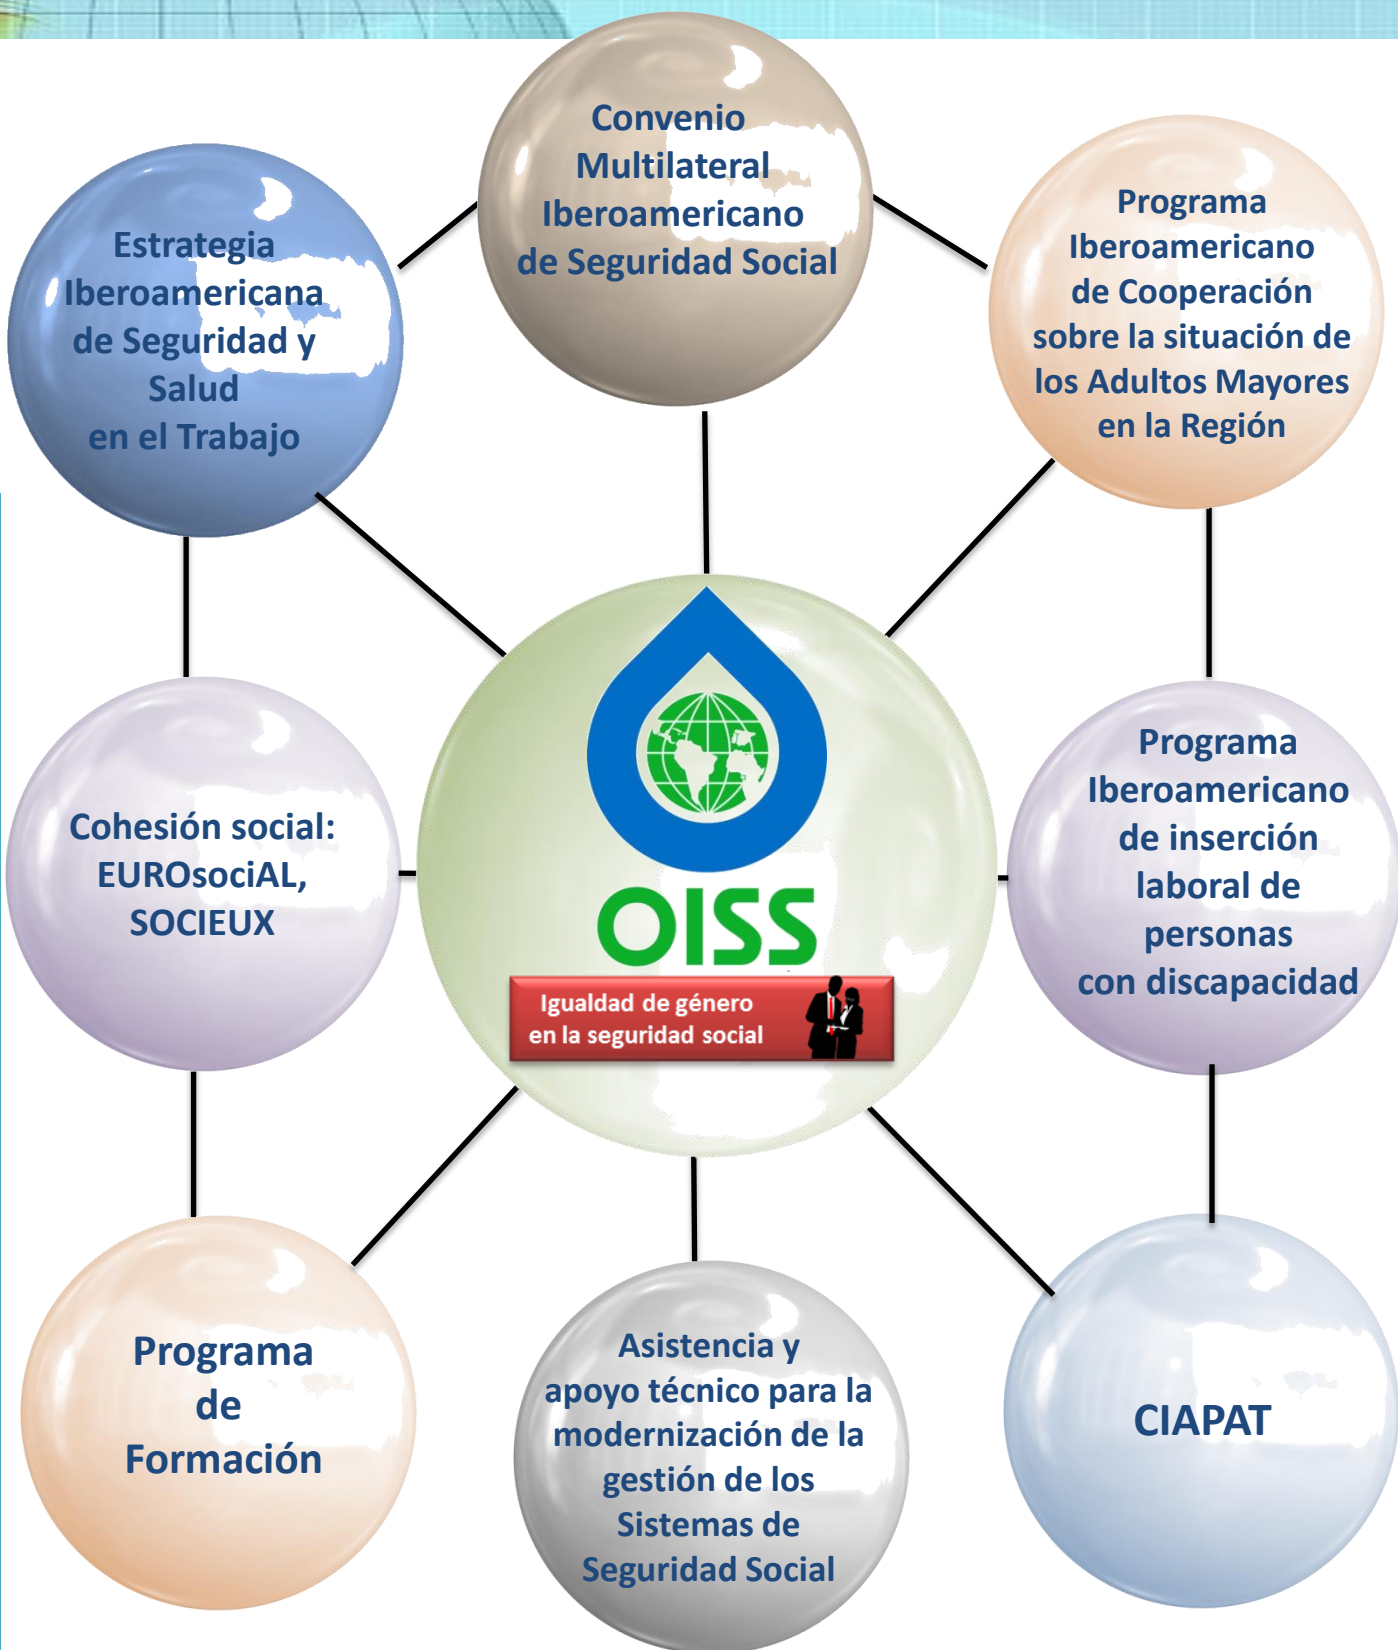 Convenio
Multilateral
Iberoamericano
de Seguridad Social
Estrategia
Iberoamericana
de Seguridad y
Salud
en el Trabajo
Programa
Iberoamericano
de Cooperación
sobre la situación de
los Adultos Mayores
en la Región
Cohesión social:
EUROsociAL,
SOCIEUX
OISS
Igualdad de género
en la seguridad social
Programa
Iberoamericano
de inserción
laboral de
personas
con discapacidad
Programa
de
Formación
Asistencia y
apoyo técnico para la
modernización de la
gestión de los
Sistemas de
Seguridad Social
CIAPAT